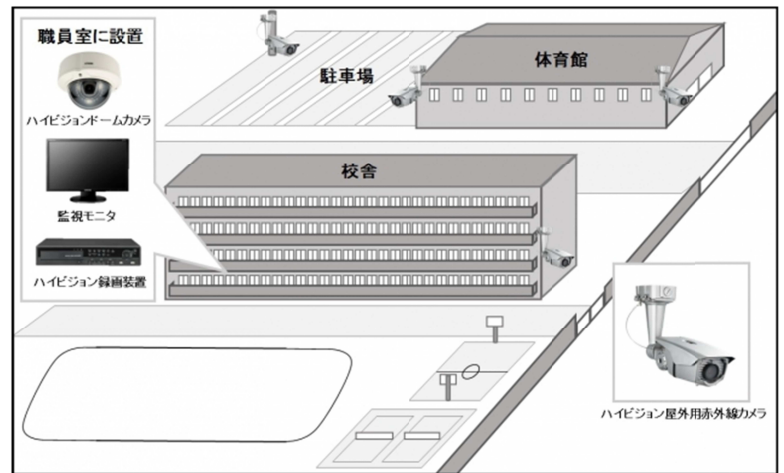 職員室に設置
ハイビジョンドームカメラ
監視モニタ
ハイビジョン録画装置
駐車場
体育館
校舎
ハイビジョン屋外用赤外線カメラ